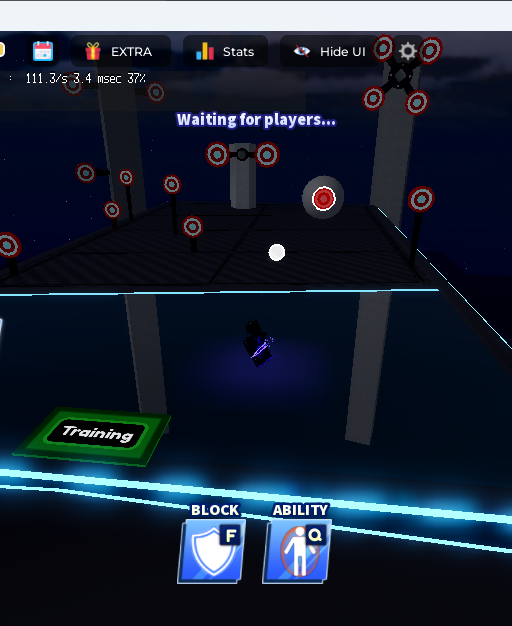 EXTRA
Stats
Hide UI
: 111.3/s 3.4 msec 37%
Waiting for players...
Training
BLOCK
ABILITY
F
Q